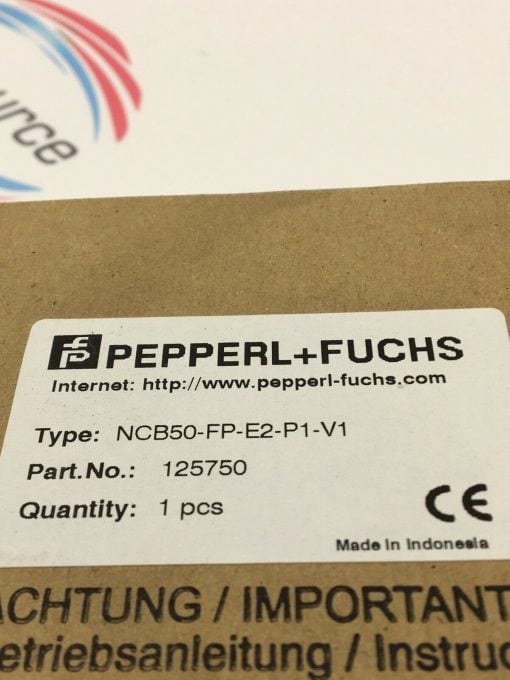 PEPPERL+FUCHS
Internet: http://www.pepperl-fuchs.com
Type: NCB50-FP-E2-P1-V1
Part.No.: 125750
Quantity: 1 pcs
CE
Made in Indonesia
ACHTUNG / IMPORTANT
etriebsanleitung / Instruc